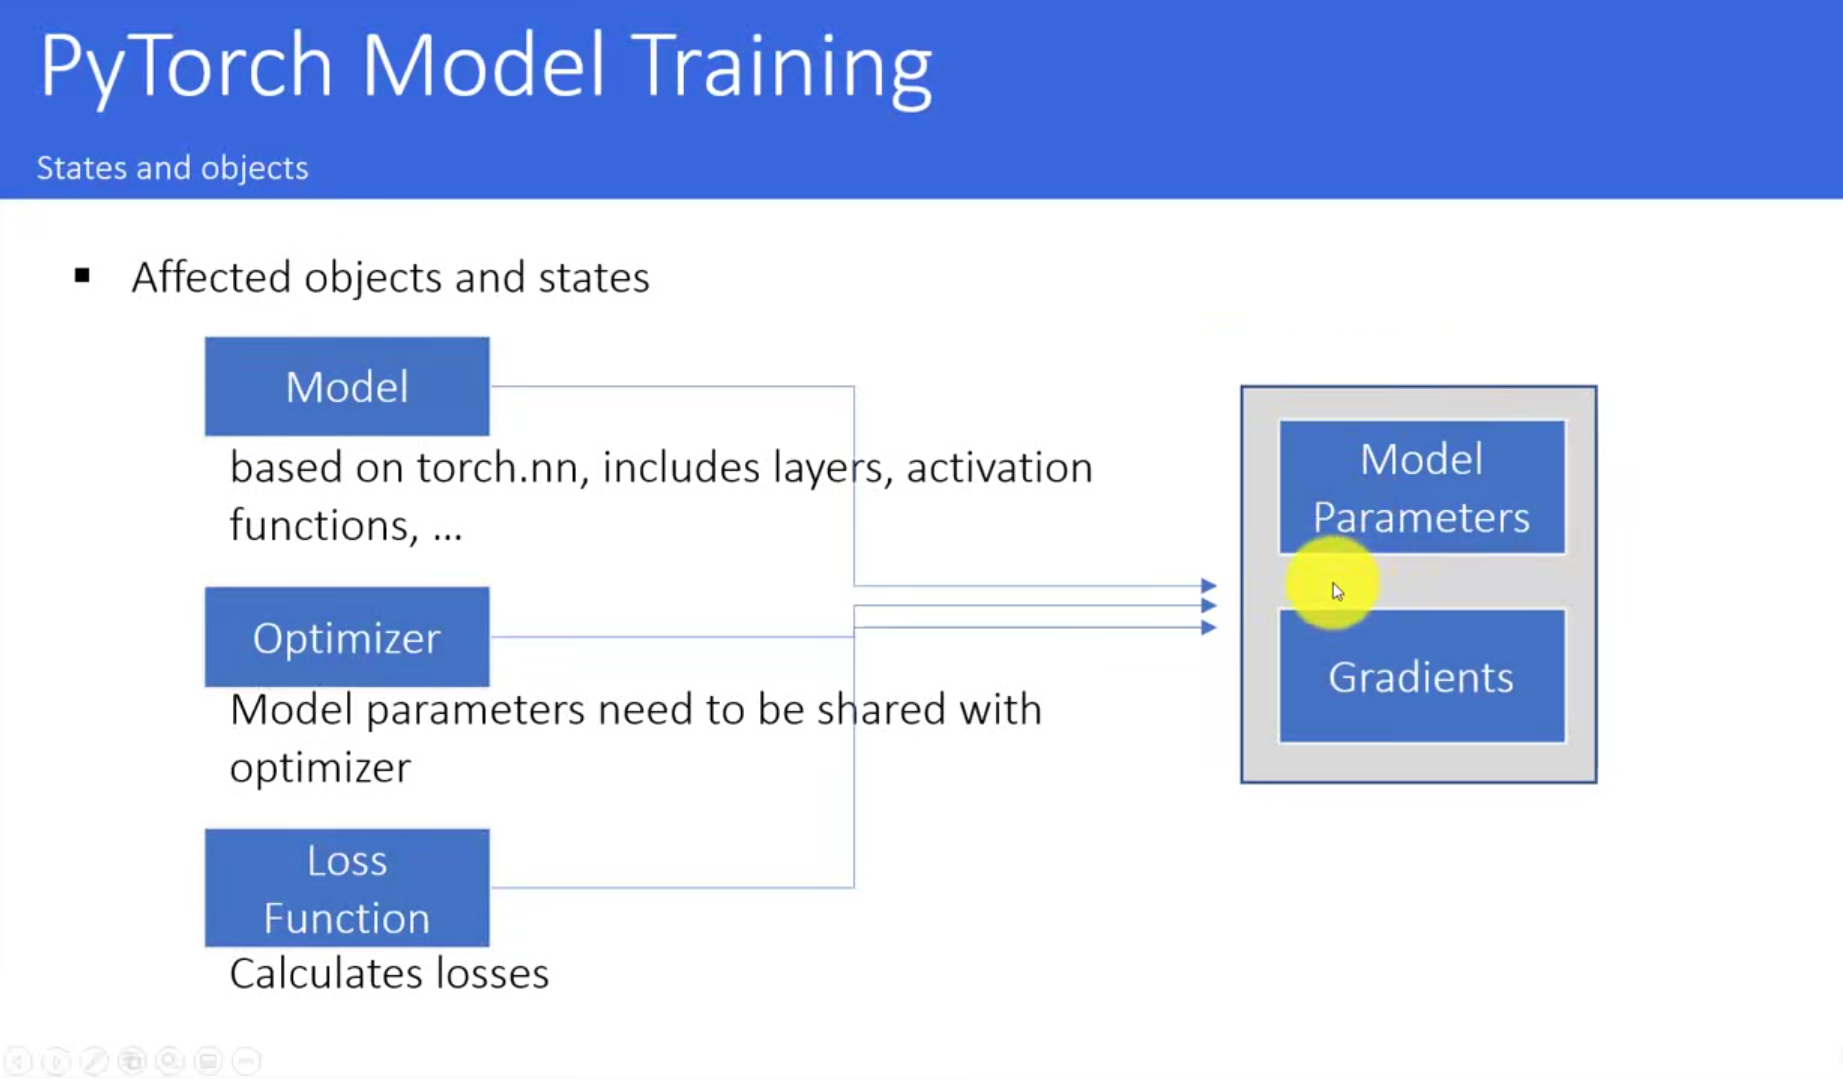 PyTorch Model Training
States and objects
▪ Affected objects and states
Model
based on torch.nn, includes layers, activation
functions, ...
Optimizer
Model parameters need to be shared with
optimizer
Loss
Function
Calculates losses
Model
Parameters
Gradients